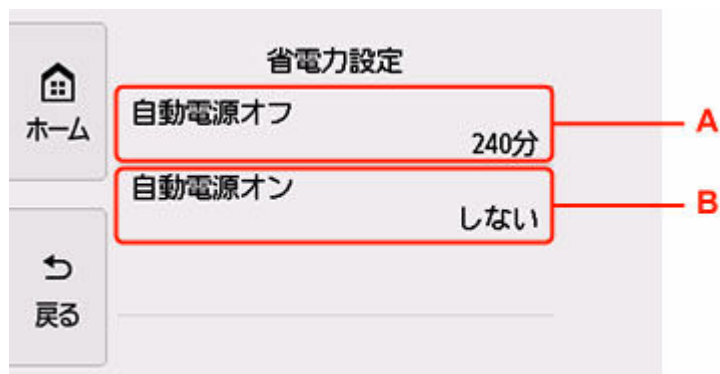 省電力設定
ホーム
自動電源オフ
240分
A
自動電源オン
しない
B
戻る